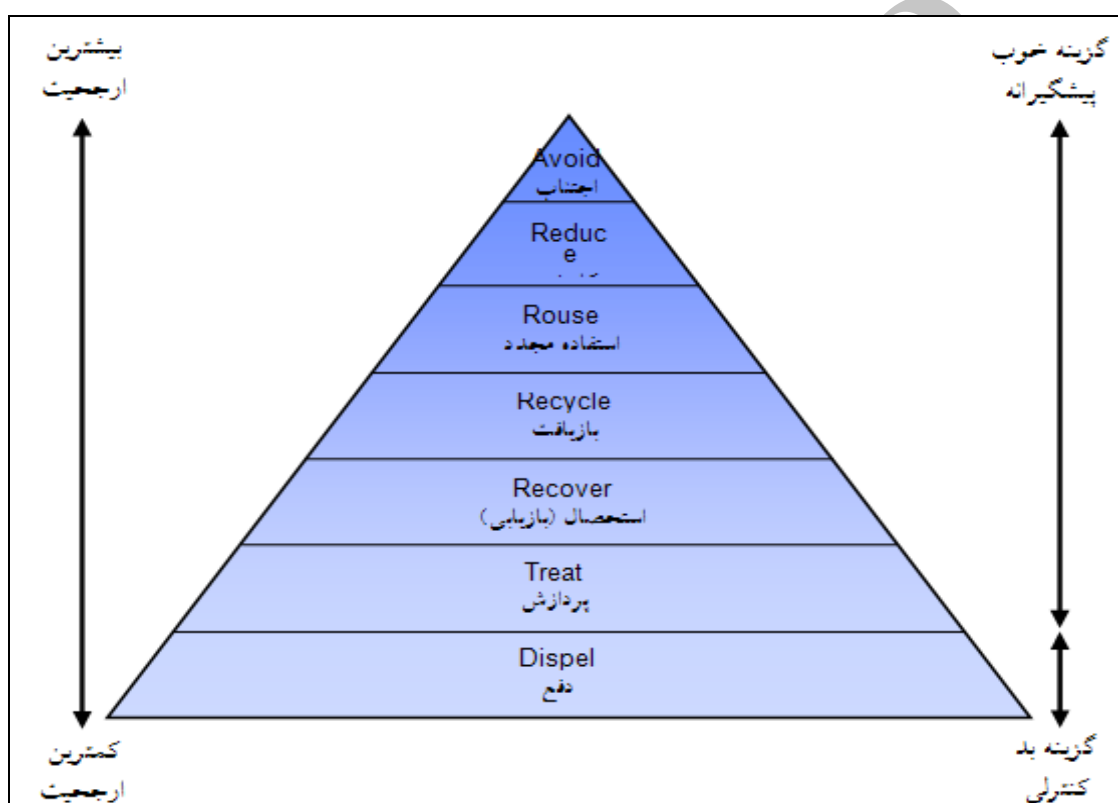 بیشترین
ارجحیت
گزینه خوب
پیشگیرانه
Avoid
اجتناب
Reduc
e
Rouse
استفاده مجدد
Recycle
بازیافت
Recover
استحصال (بازیابی)
Treat
پردازش
Dispel
دفع
کمترین
ارجحیت
گزینه بد
کنترلی